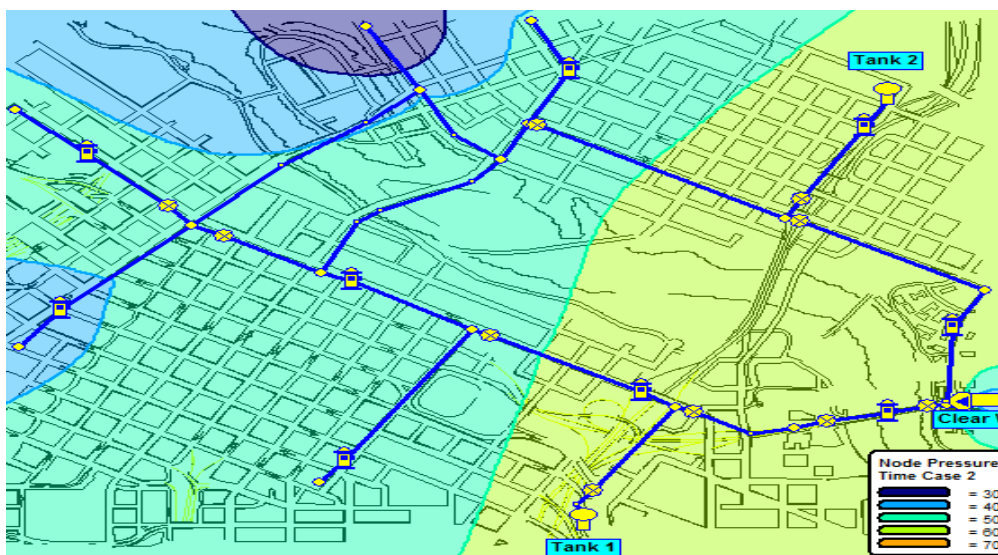 Tank 2
Clear
Node Pressure
Time Case 2
= 30
= 40
= 50
= 60
= 70
Tank 1